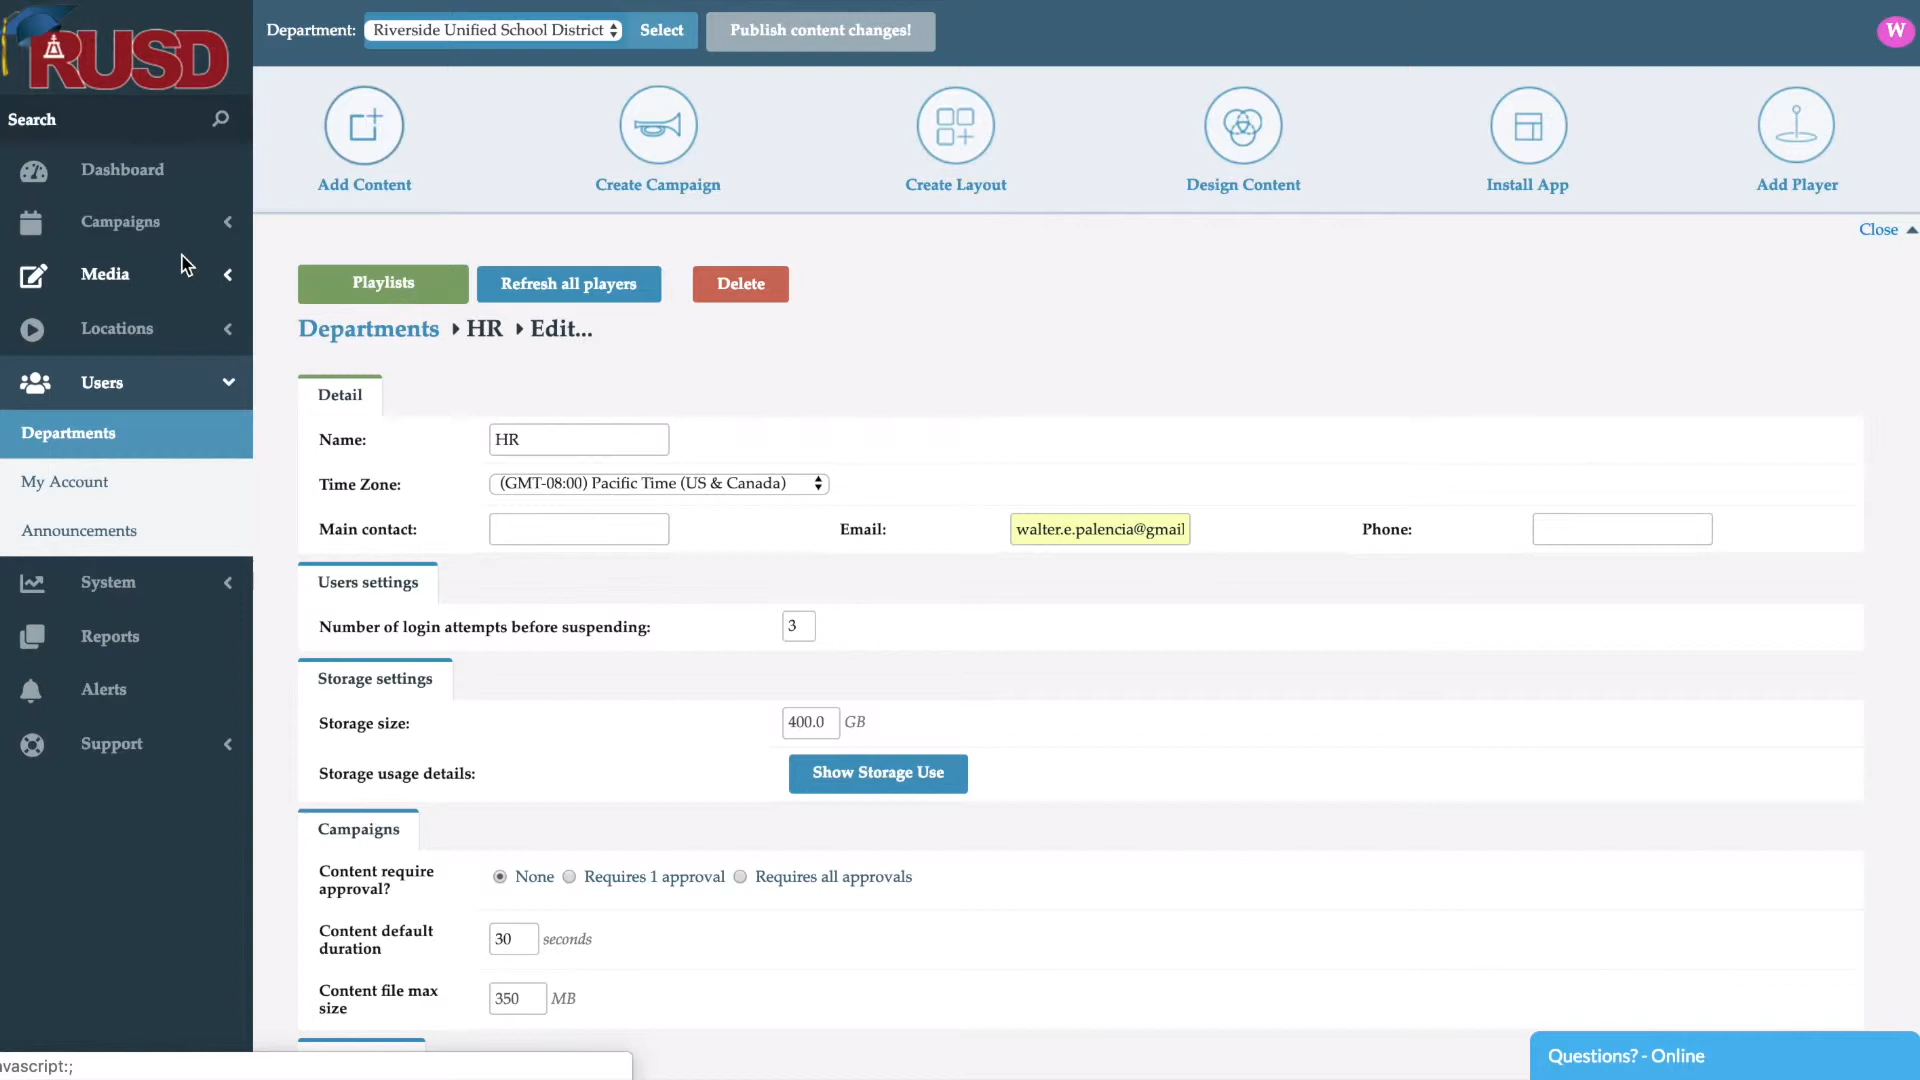 RUSD
Department: Riverside Unified School District Select Publish content changes!
W
Search
Dashboard
Campaigns
Media
Locations
Users
Departments
My Account
Announcements
System
Reports
Alerts
Support
Add Content
Create Campaign
Create Layout
Design Content
Install App
Add Player
Close
Playlists Refresh all players Delete
Departments HR Edit...
Detail
Name: HR
Time Zone: (GMT-08:00) Pacific Time (US & Canada)
Main contact: Email: walter.e.palencia@gmail Phone:
Users settings
Number of login attempts before suspending: 3
Storage settings
Storage size: 400.0 GB
Storage usage details: Show Storage Use
Campaigns
Content require
approval?
None Requires 1 approval Requires all approvals
Content default
duration
30 seconds
Content file max
size
350 MB
vascript:;
Questions? - Online